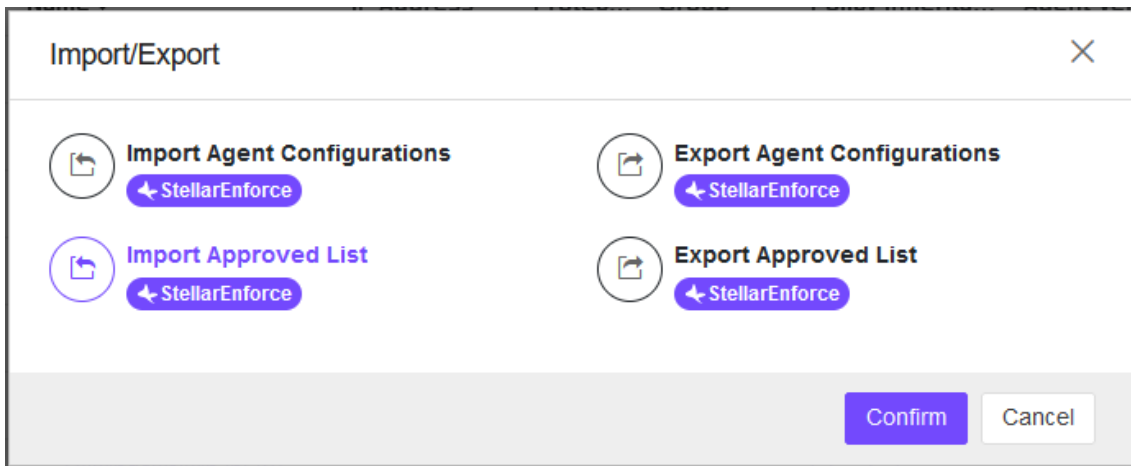 Import/Export
Import Agent Configurations
StellarEnforce
Export Agent Configurations
StellarEnforce
Import Approved List
StellarEnforce
Export Approved List
StellarEnforce
Confirm
Cancel